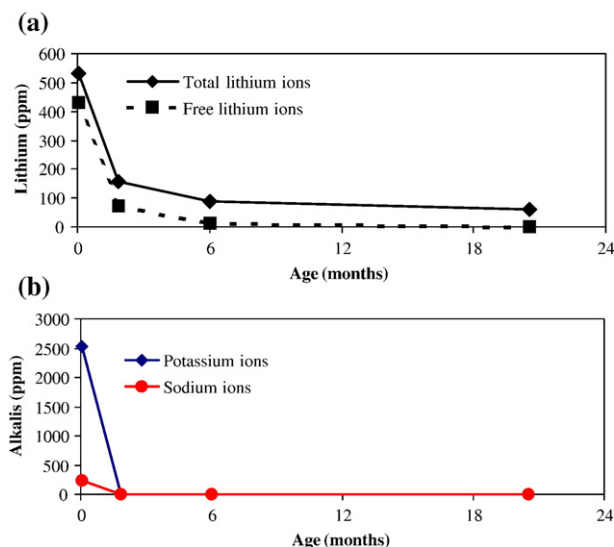 (a)
600
500
400
300
200
100
0
Lithium (ppm)
Total lithium ions
Free lithium ions
0 6 12 18 24
Age (months)
(b)
3000
2500
2000
1500
1000
500
0
Alkalis (ppm)
Potassium ions
Sodium ions
0 6 12 18 24
Age (months)